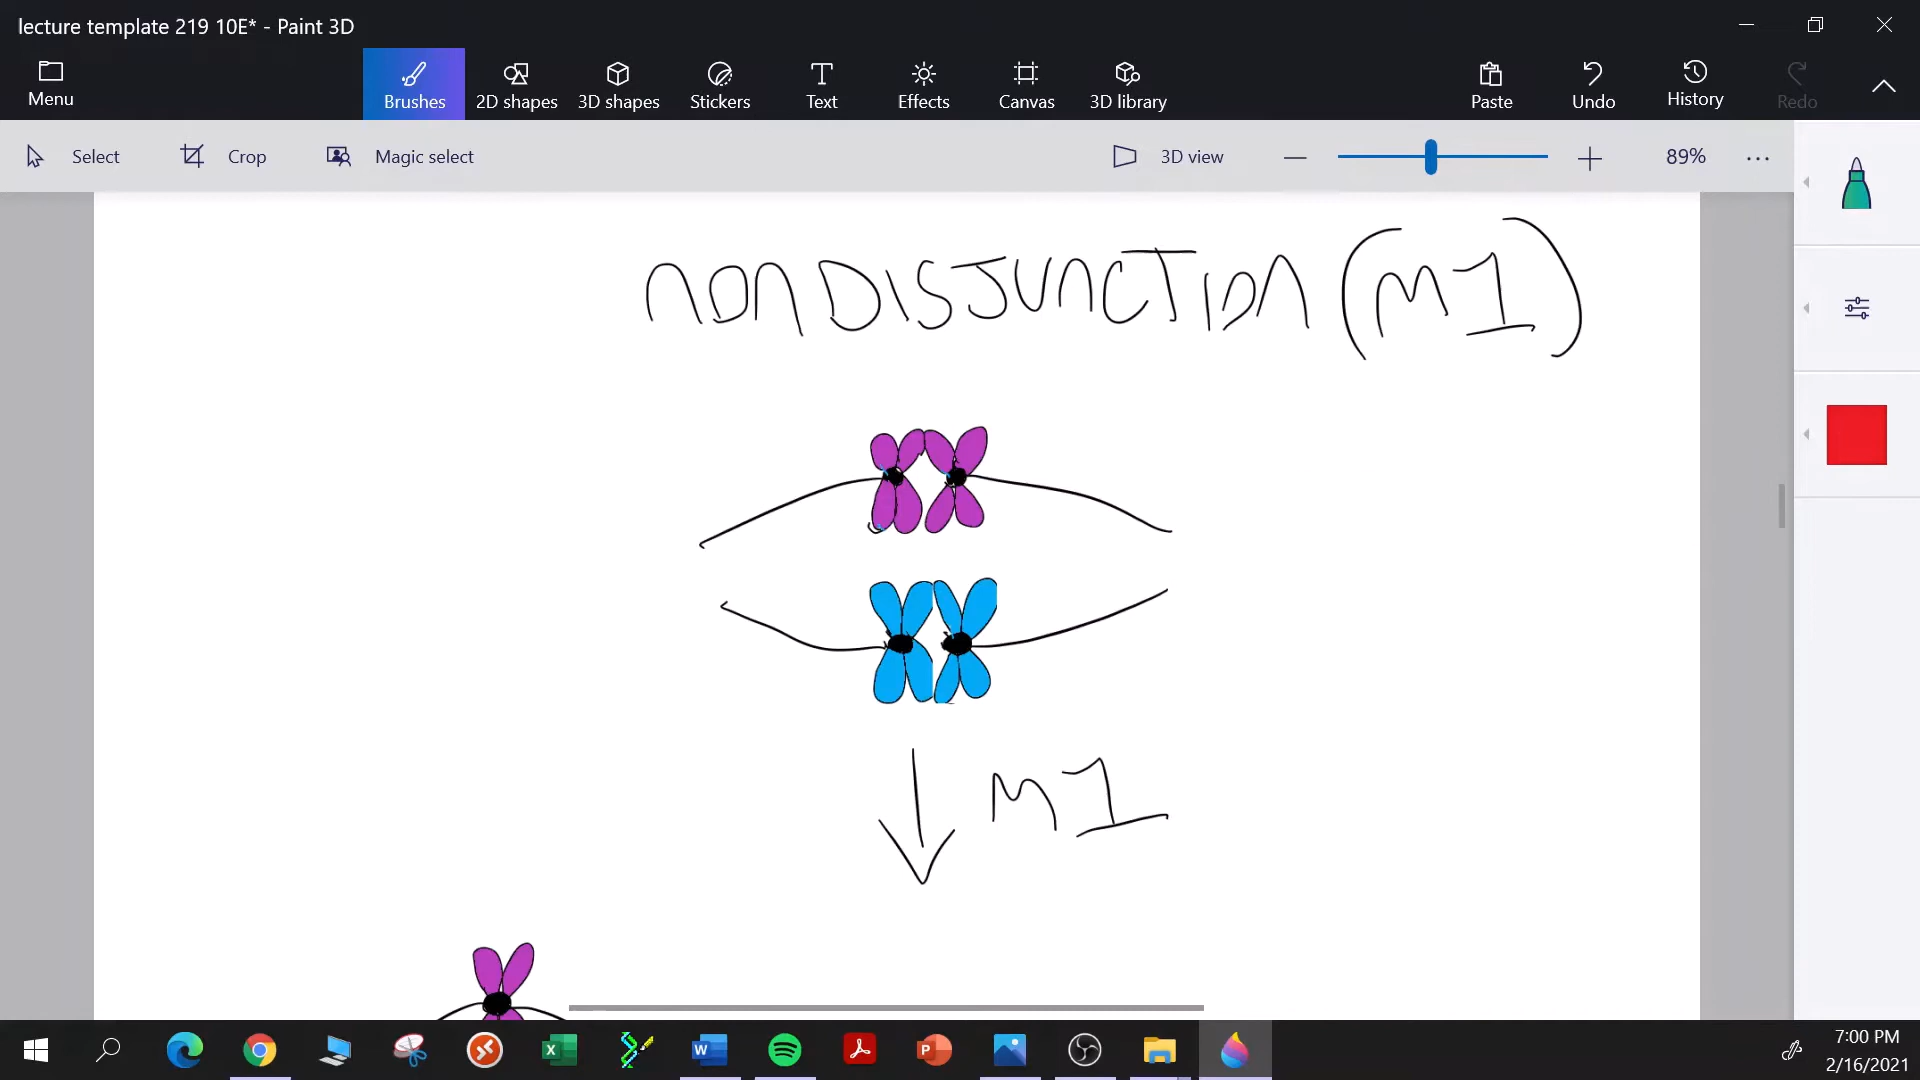 lecture template 219 10E* - Paint 3D
Menu
Brushes
2D shapes
3D shapes
Stickers
Text
Effects
Canvas
3D library
Paste
Undo
History
Redo
Select
Crop
Magic select
3D view
89%
NONDISJUNCTION (M1)
M1
7:00 PM
2/16/2021